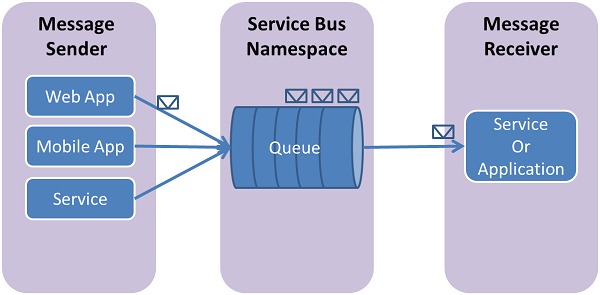 Message
Sender
Web App
Mobile App
Service
Service Bus
Namespace
Queue
Message
Receiver
Service
Or
Application